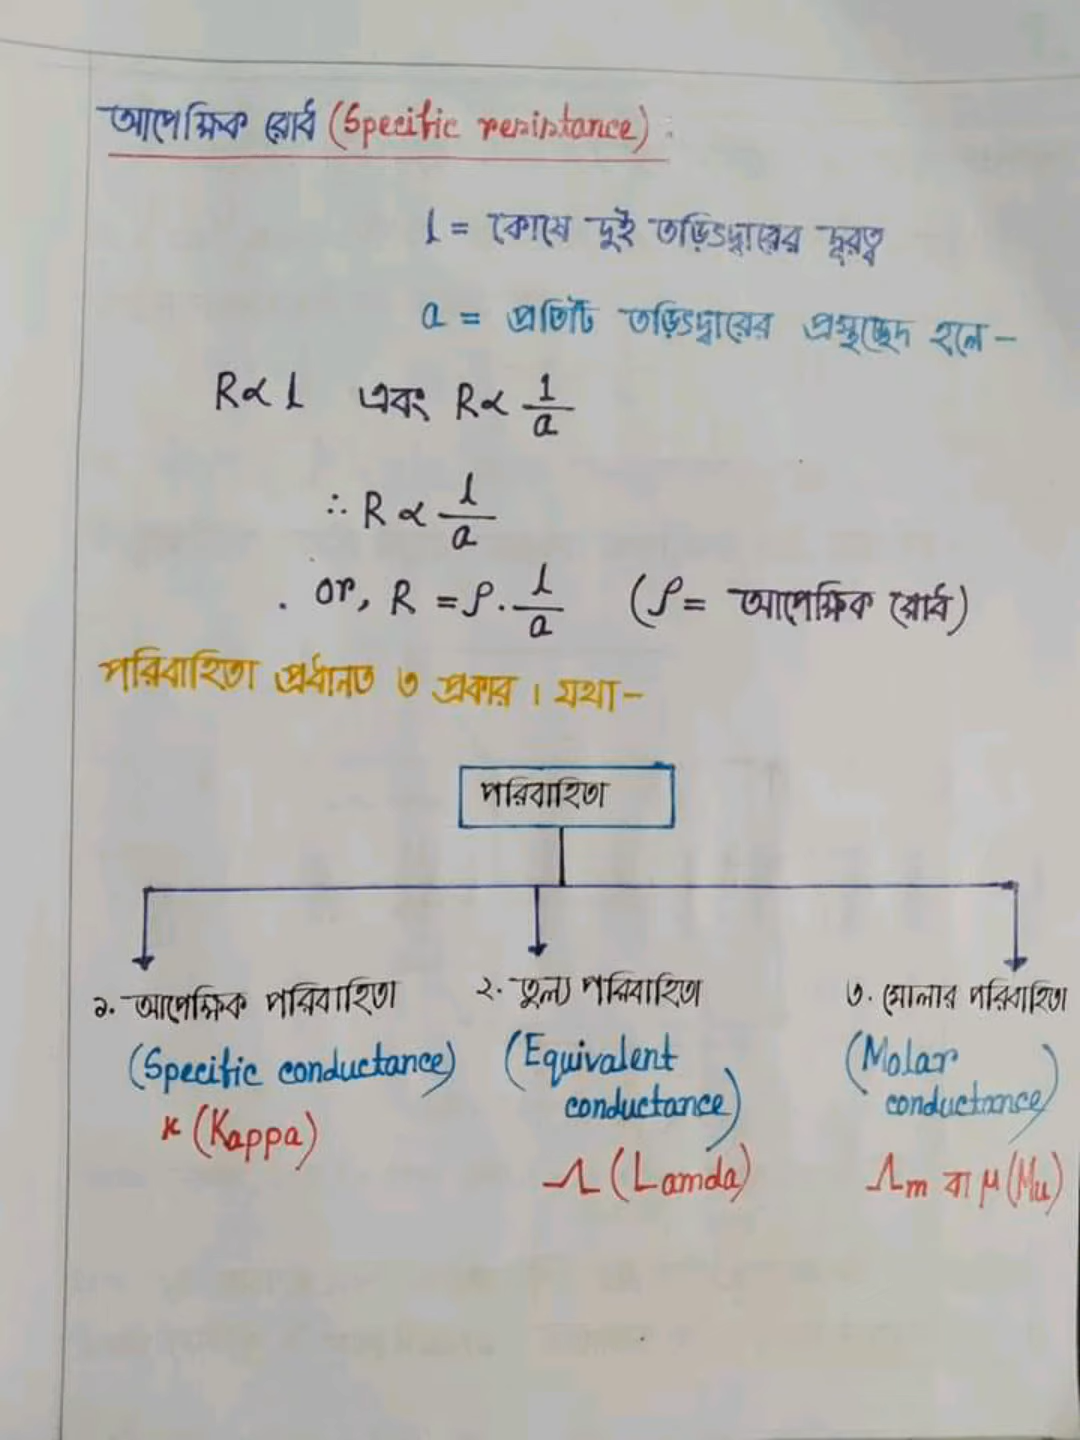 আপেক্ষিক রোধ (Specific resistance) :
l = কোষে দুই তড়িৎদ্বারের দূরত্ব
a = প্রতিটি তড়িৎদ্বারের প্রস্থচ্ছেদ হলে -
R∝ l এবং R∝ 1/a
∴ R ∝ l/a
or, R = ρ . l/a (ρ = আপেক্ষিক রোধ)
পরিবাহিতা প্রধানত ৩ প্রকার । যথা -
পরিবাহিতা
১. আপেক্ষিক পরিবাহিতা
(Specific conductance)
κ (Kappa)
২. তুল্য পরিবাহিতা
(Equivalent
conductance)
Λ (Lamda)
৩. মোলার পরিবাহিতা
(Molar
conductance)
Λm বা μ (Mu)